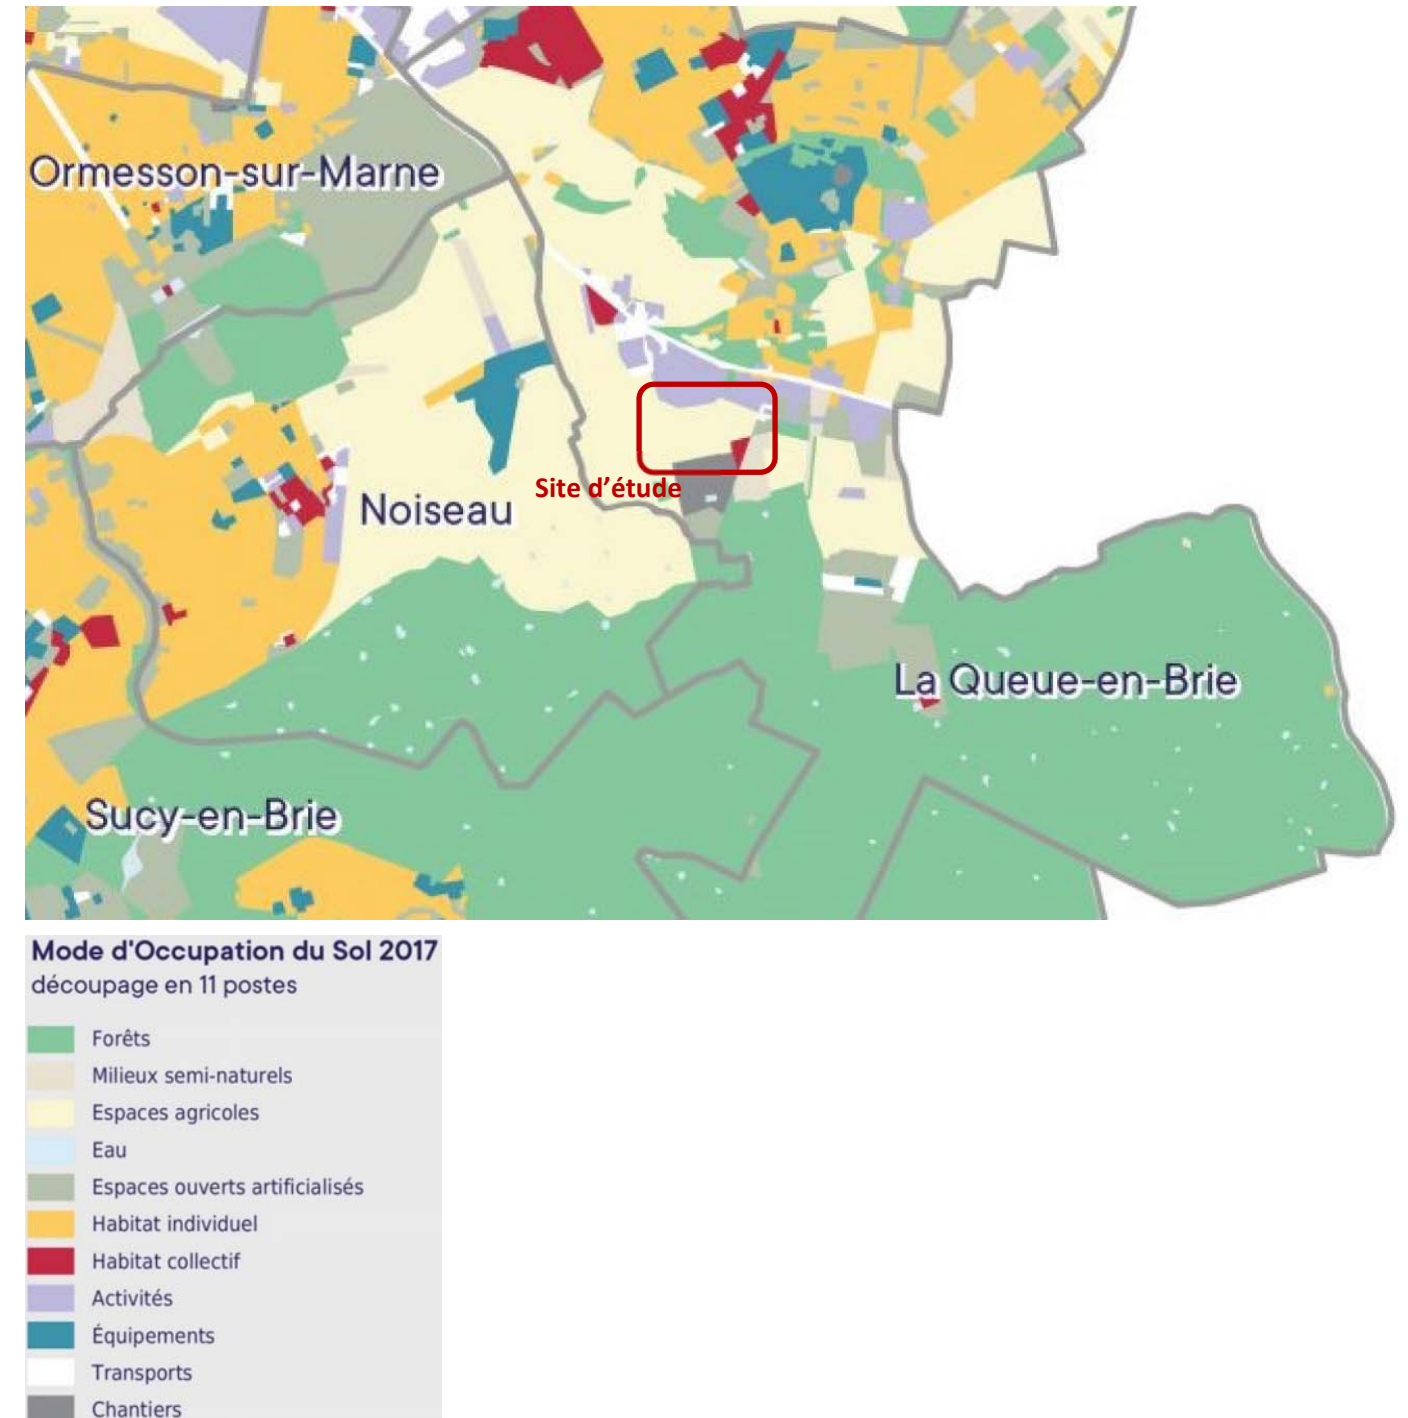 Ormesson-sur-Marne
Noiseau
Site d’étude
La Queue-en-Brie
Sucy-en-Brie
Mode d'Occupation du Sol 2017
découpage en 11 postes
Forêts
Milieux semi-naturels
Espaces agricoles
Eau
Espaces ouverts artificialisés
Habitat individuel
Habitat collectif
Activités
Équipements
Transports
Chantiers